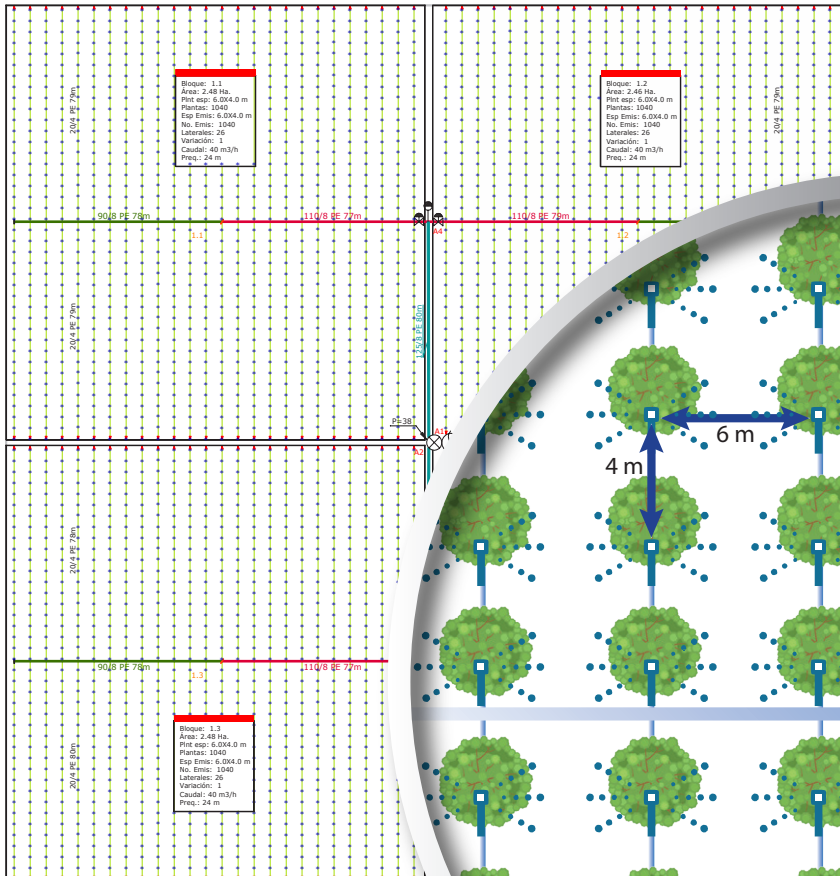 Bloque: 1.1
Área: 2.48 Ha.
Plnt esp: 6.0X4.0 m
Plantas: 1040
Esp Emis: 6.0X4.0 m
No. Emis: 1040
Laterales: 26
Variación: 1
Caudal: 40 m3/h
Preq.: 24 m
Bloque: 1.2
Área: 2.46 Ha.
Plnt esp: 6.0X4.0 m
Plantas: 1040
Esp Emis: 6.0X4.0 m
No. Emis: 1040
Laterales: 26
Variación: 1
Caudal: 40 m3/h
Preq.: 24 m
20/4 PE 79m
20/4 PE 79m
90/8 PE 78m
110/8 PE 77m
110/8 PE 79m
1.1
A4
1.2
20/4 PE 79m
125/8 PE 80m
P=38
A1
A2
6 m
4 m
20/4 PE 78m
90/8 PE 78m
110/8 PE 77m
1.3
Bloque: 1.3
Área: 2.48 Ha.
Plnt esp: 6.0X4.0 m
Plantas: 1040
Esp Emis: 6.0X4.0 m
No. Emis: 1040
Laterales: 26
Variación: 1
Caudal: 40 m3/h
Preq.: 24 m
20/4 PE 80m